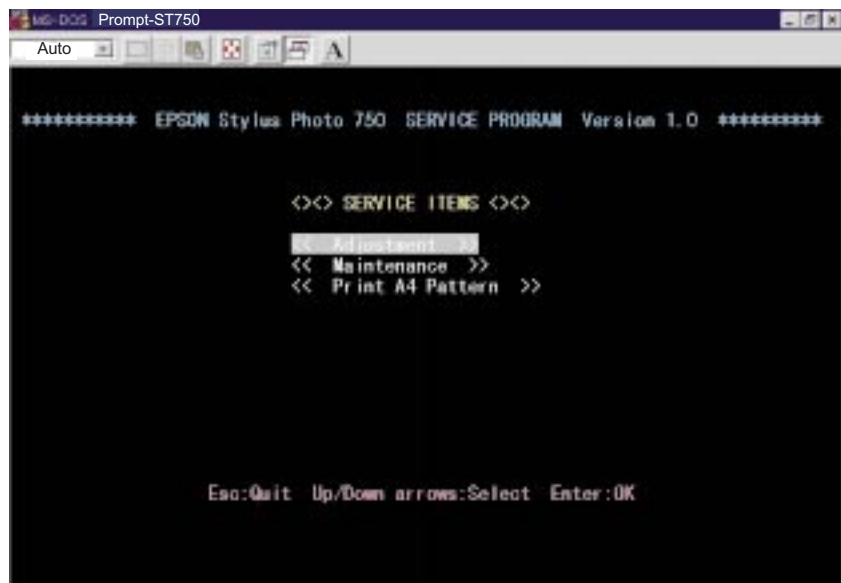 MS-DOS Prompt-ST750
Auto
A
*********** EPSON Stylus Photo 750 SERVICE PROGRAM Version 1.0 **********
<><> SERVICE ITEMS <><>
<< Adjustment >>
<< Maintenance >>
<< Print A4 Pattern >>
Esc:Quit Up/Down arrows:Select Enter:OK